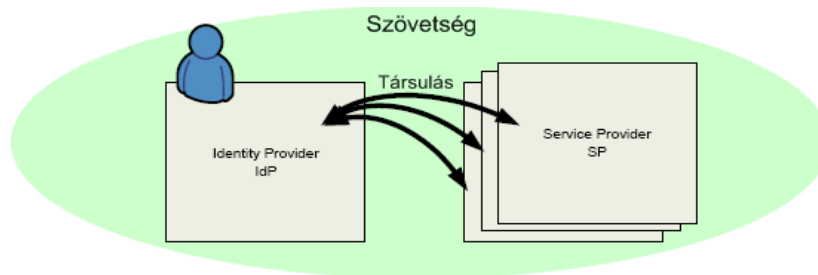 Szövetség
Társulás
Identity Provider
IdP
Service Provider
SP